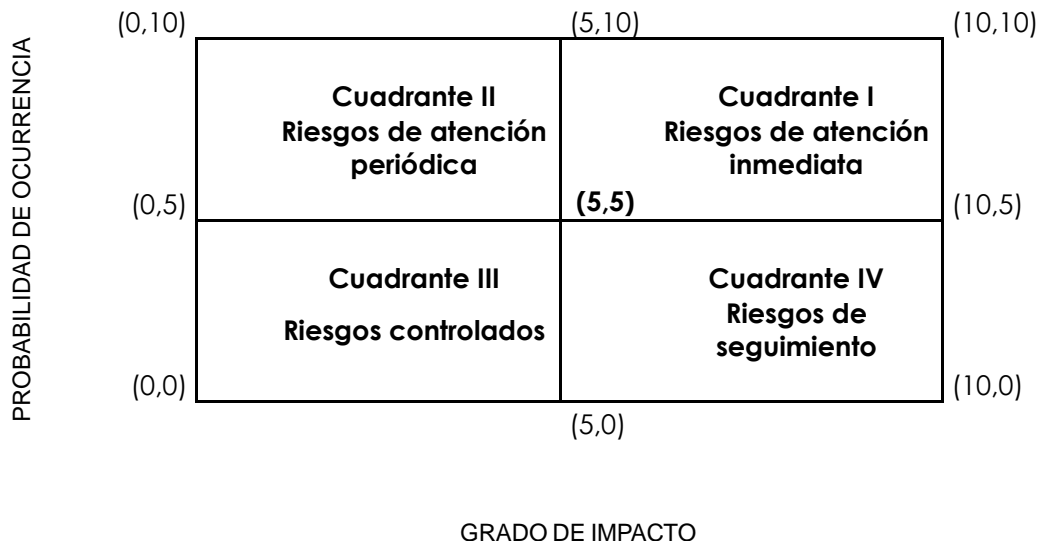 (0,10)
(5,10)
(10,10)
PROBABILIDAD DE OCURRENCIA
Cuadrante II
Riesgos de atención
periódica
Cuadrante I
Riesgos de atención
inmediata
(0,5)
(5,5)
(10,5)
Cuadrante III
Riesgos controlados
Cuadrante IV
Riesgos de
seguimiento
(0,0)
(10,0)
(5,0)
GRADO DE IMPACTO